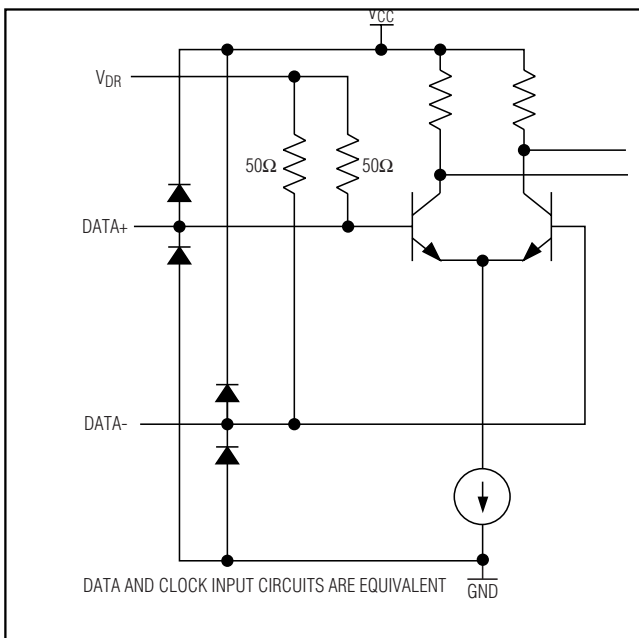 VCC
VDR
50Ω
50Ω
DATA+
DATA-
DATA AND CLOCK INPUT CIRCUITS ARE EQUIVALENT
GND